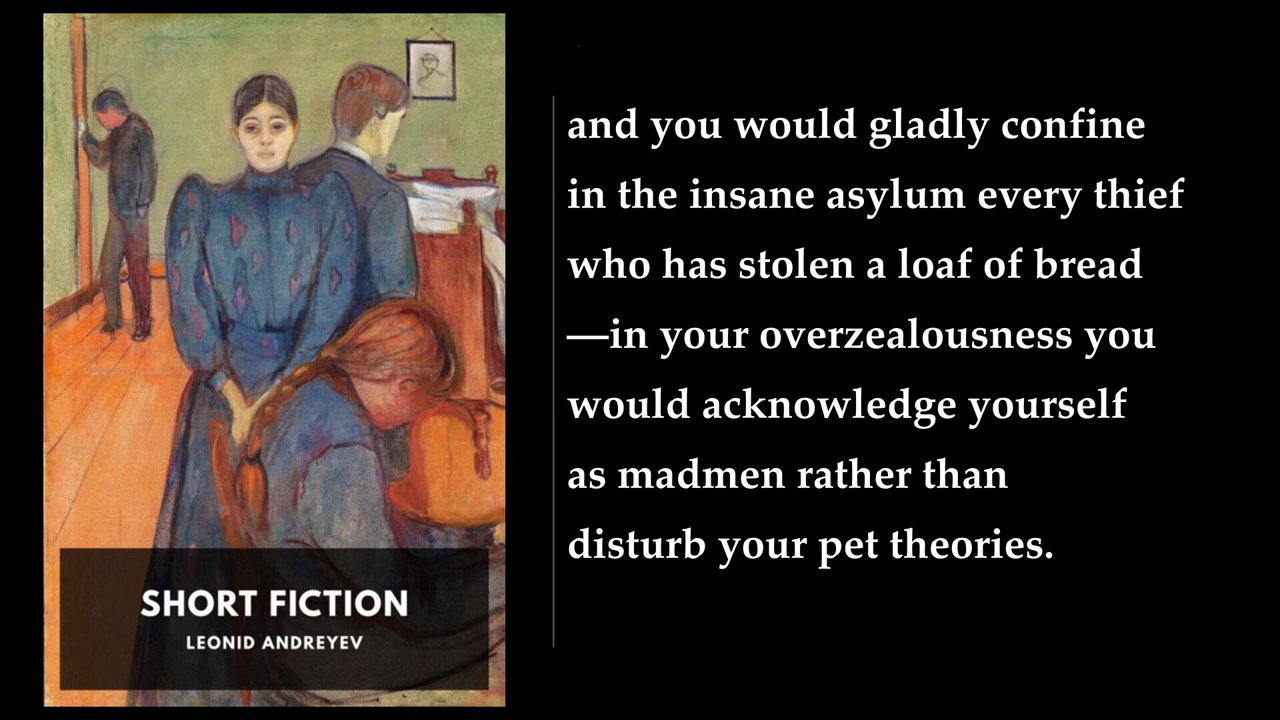 SHORT FICTION
LEONID ANDREYEV
and you would gladly confine
in the insane asylum every thief
who has stolen a loaf of bread
—in your overzealousness you
would acknowledge yourself
as madmen rather than
disturb your pet theories.